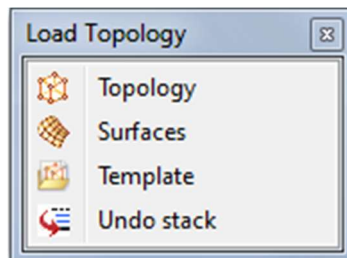 Load Topology
Topology
Surfaces
Template
Undo stack